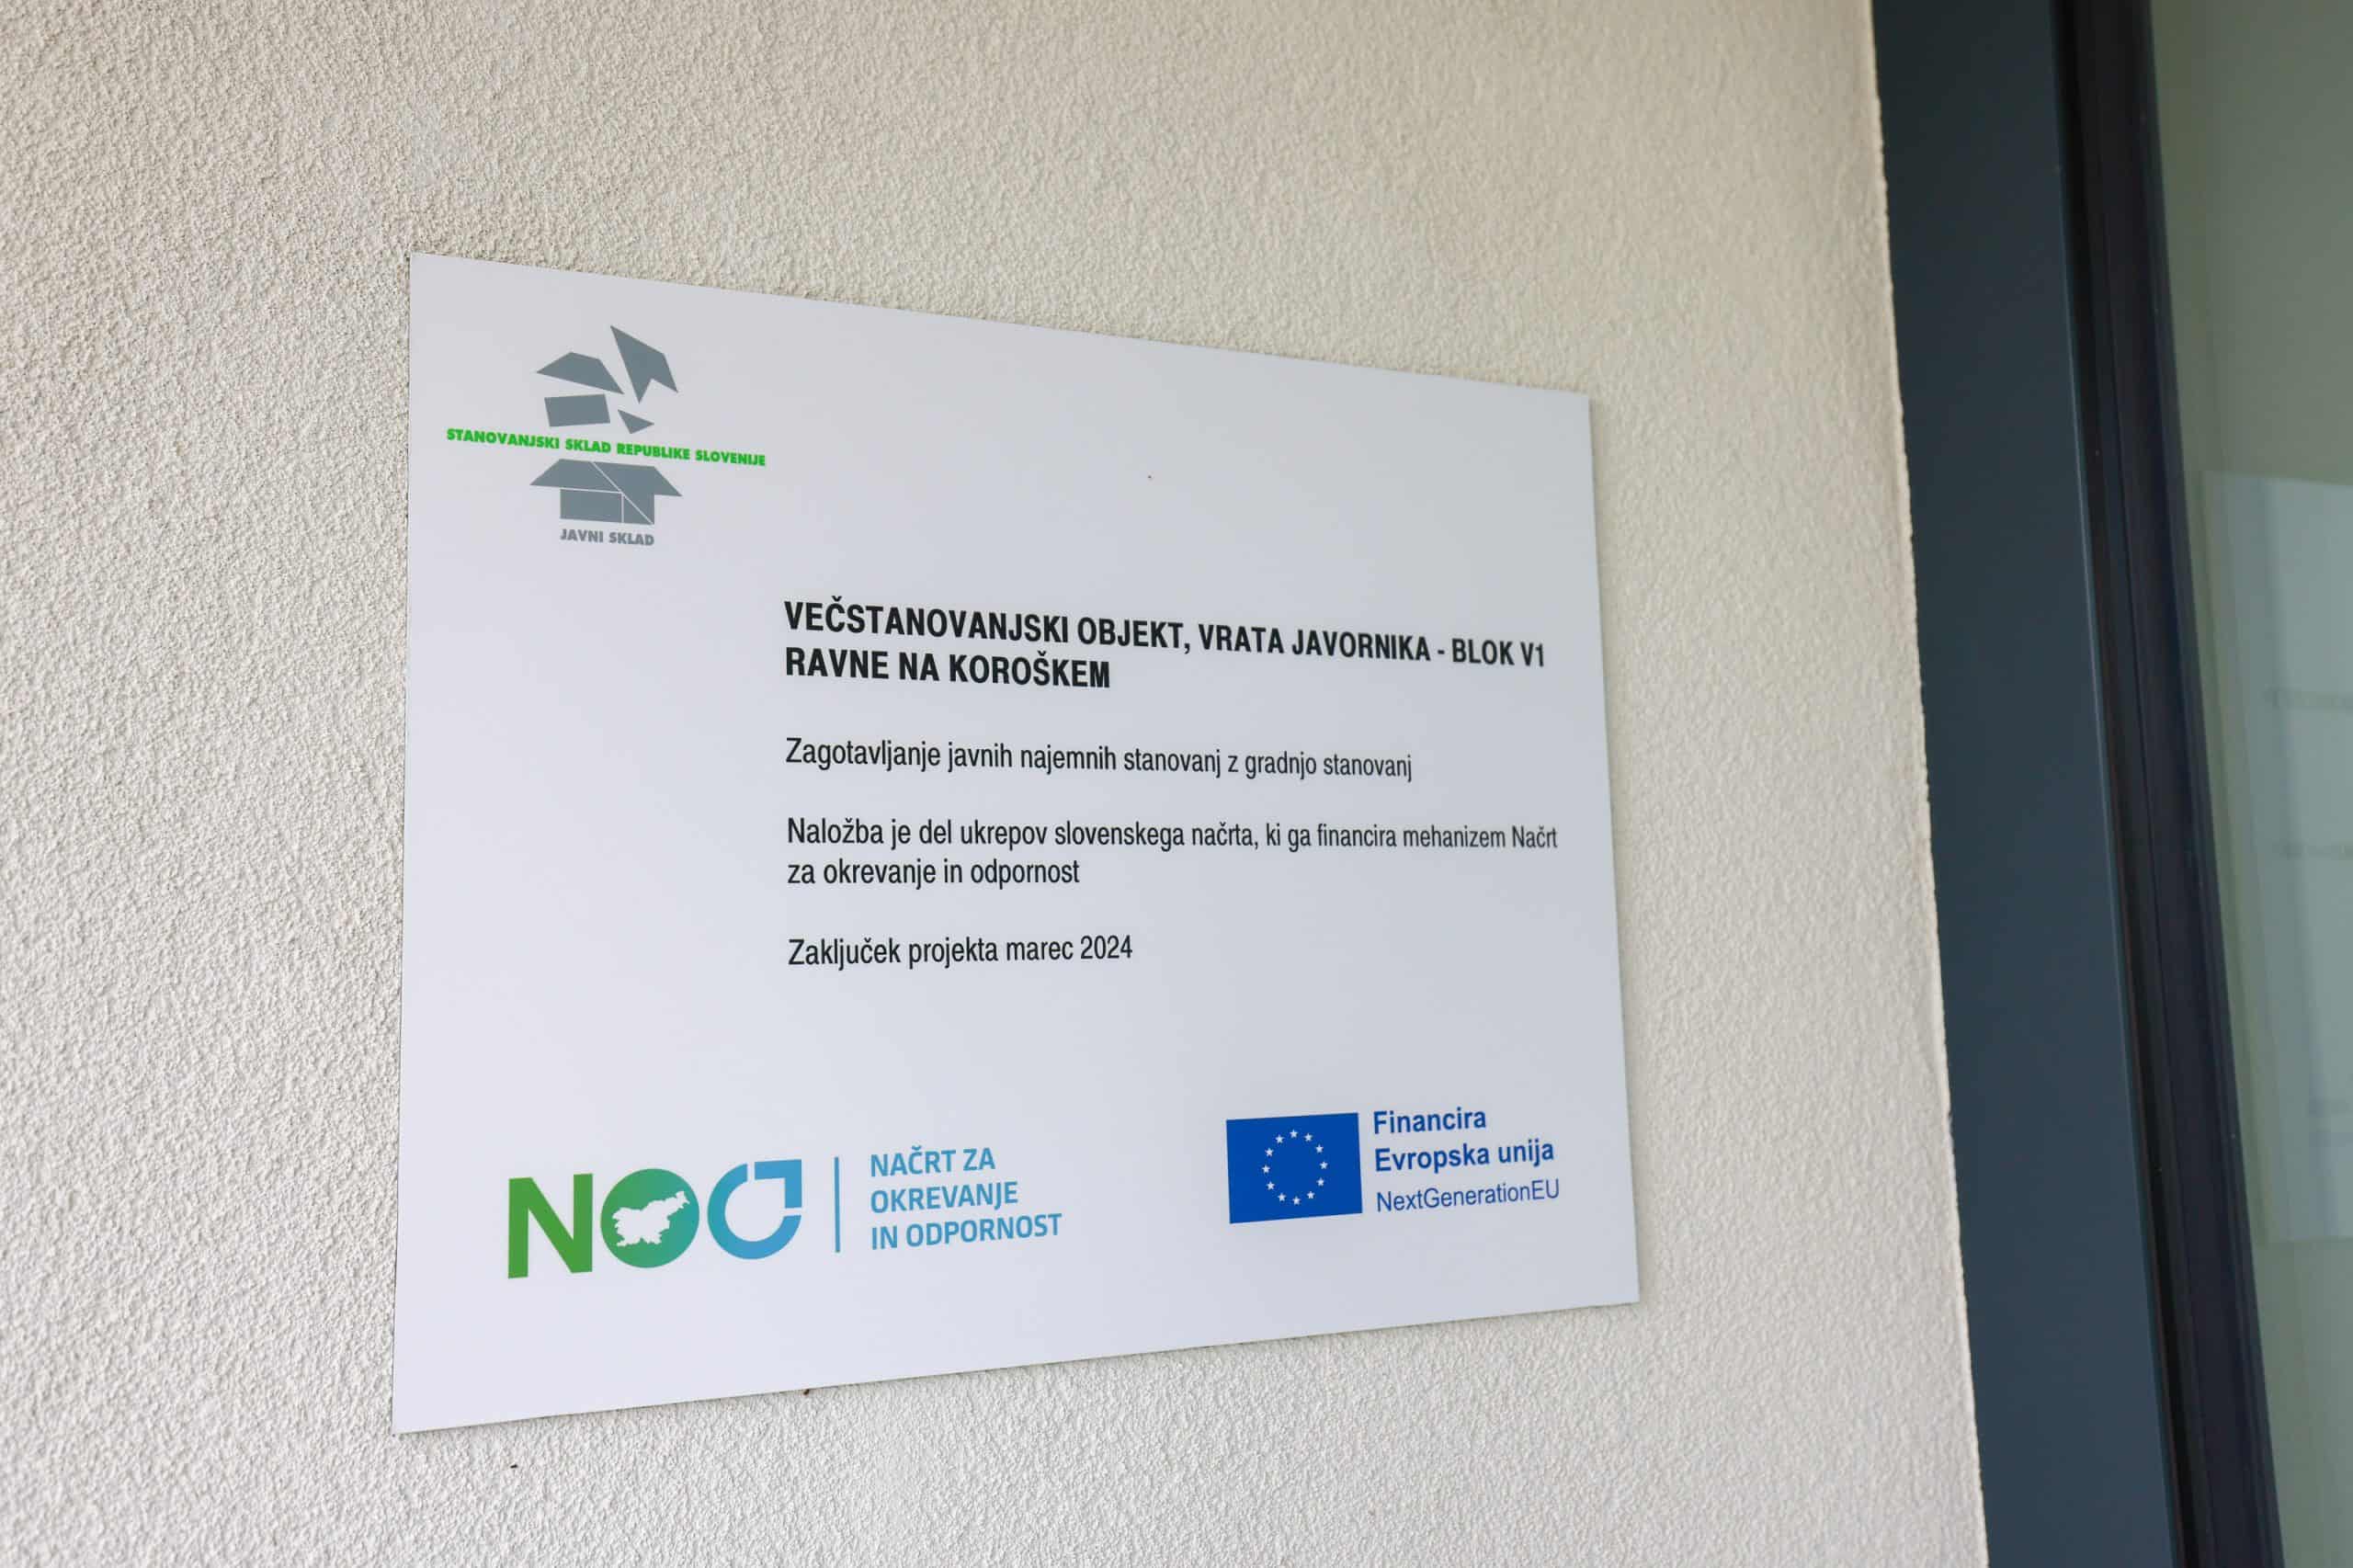 STANOVANJSKI SKLAD REPUBLIKE SLOVENIJE
JAVNI SKLAD
VEČSTANOVANJSKI OBJEKT, VRATA JAVORNIKA - BLOK V1
RAVNE NA KOROŠKEM
Zagotavljanje javnih najemnih stanovanj z gradnjo stanovanj
Naložba je del ukrepov slovenskega načrta, ki ga financira mehanizem Načrt
za okrevanje in odpornost
Zaključek projekta marec 2024
NOO
NAČRT ZA
OKREVANJE
IN ODPORNOST
Financira
Evropska unija
NextGenerationEU